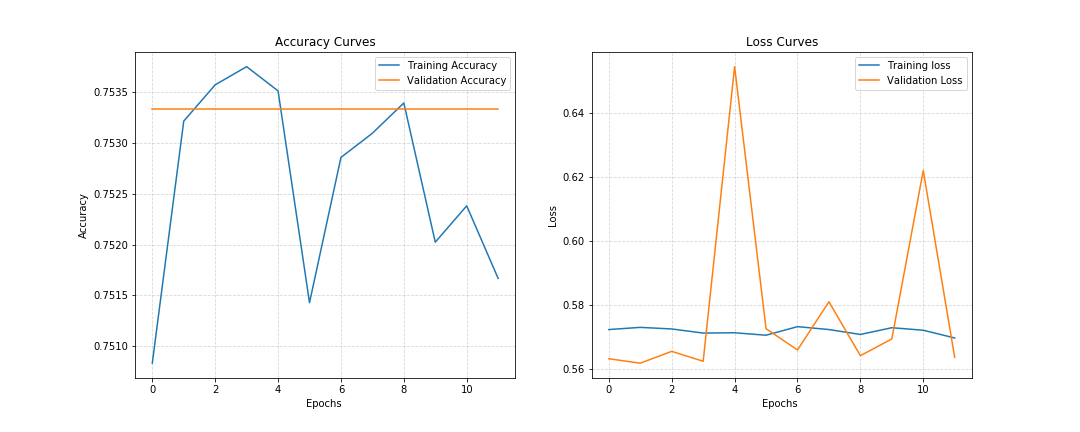 Accuracy Curves
Training Accuracy
Validation Accuracy
0.7535
0.7530
0.7525
0.7520
0.7515
0.7510
Accuracy
0 2 4 6 8 10
Epochs
Loss Curves
Training loss
Validation Loss
0.64
0.62
0.60
0.58
0.56
Loss
0 2 4 6 8 10
Epochs